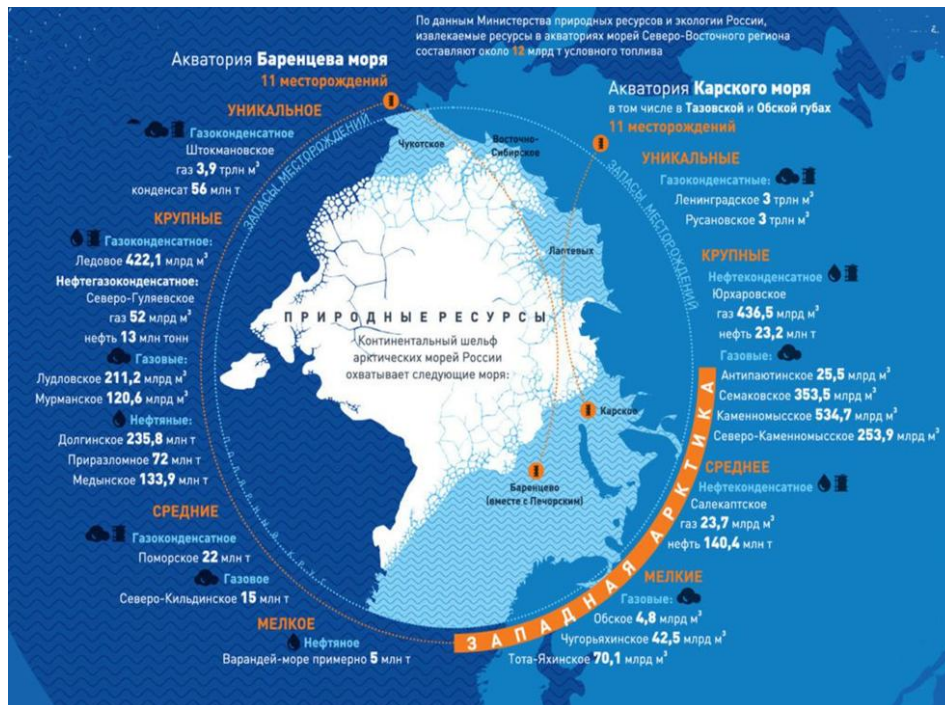 По данным Министерства природных ресурсов и экологии России,
извлекаемые ресурсы в акваториях морей Северо-Восточного региона
составляют около 12 млрд т условного топлива
Акватория Баренцева моря
11 месторождений
УНИКАЛЬНОЕ
Газоконденсатное
Штокмановское
газ 3,9 трлн м³
конденсат 56 млн т
КРУПНЫЕ
Газоконденсатное:
Ледовое 422,1 млрд м³
Нефтегазоконденсатное:
Северо-Гуляевское
газ 52 млрд м³
нефть 13 млн тонн
Газовые:
Лудловское 211,2 млрд м³
Мурманское 120,6 млрд м³
Нефтяные:
Долгинское 235,8 млн т
Приразломное 72 млн т
Медынское 133,9 млн т
СРЕДНИЕ
Газоконденсатное
Поморское 22 млн т
Газовое
Северо-Кильдинское 15 млн т
МЕЛКОЕ
Нефтяное
Варандей-море примерно 5 млн т
ЗАПАСЫ МЕСТОРОЖДЕНИЙ
Чукотское
Восточно-
Сибирское
Лаптевых
ПРИРОДНЫЕ РЕСУРСЫ
Континентальный шельф
арктических морей России
охватывает следующие моря:
Карское
Баренцево
(вместе с Печорским)
ЗАПАДНАЯ АРКТИКА
ЗАПАСЫ МЕСТОРОЖДЕНИЙ
Акватория Карского моря
в том числе в Тазовской и Обской губах
11 месторождений
УНИКАЛЬНЫЕ
Газоконденсатные:
Ленинградское 3 трлн м³
Русановское 3 трлн м³
КРУПНЫЕ
Нефтеконденсатное
Юрхаровское
газ 436,5 млрд м³
нефть 23,2 млн т
Газовые:
Антипаютинское 25,5 млрд м³
Семаковское 353,5 млрд м³
Каменномысское 534,7 млрд м³
Северо-Каменномысское 253,9 млрд м³
СРЕДНЕЕ
Нефтеконденсатное
Салекаптское
газ 23,7 млрд м³
нефть 140,4 млн т
МЕЛКИЕ
Газовые:
Обское 4,8 млрд м³
Чугорьяхинское 42,5 млрд м³
Тота-Яхинское 70,1 млрд м³